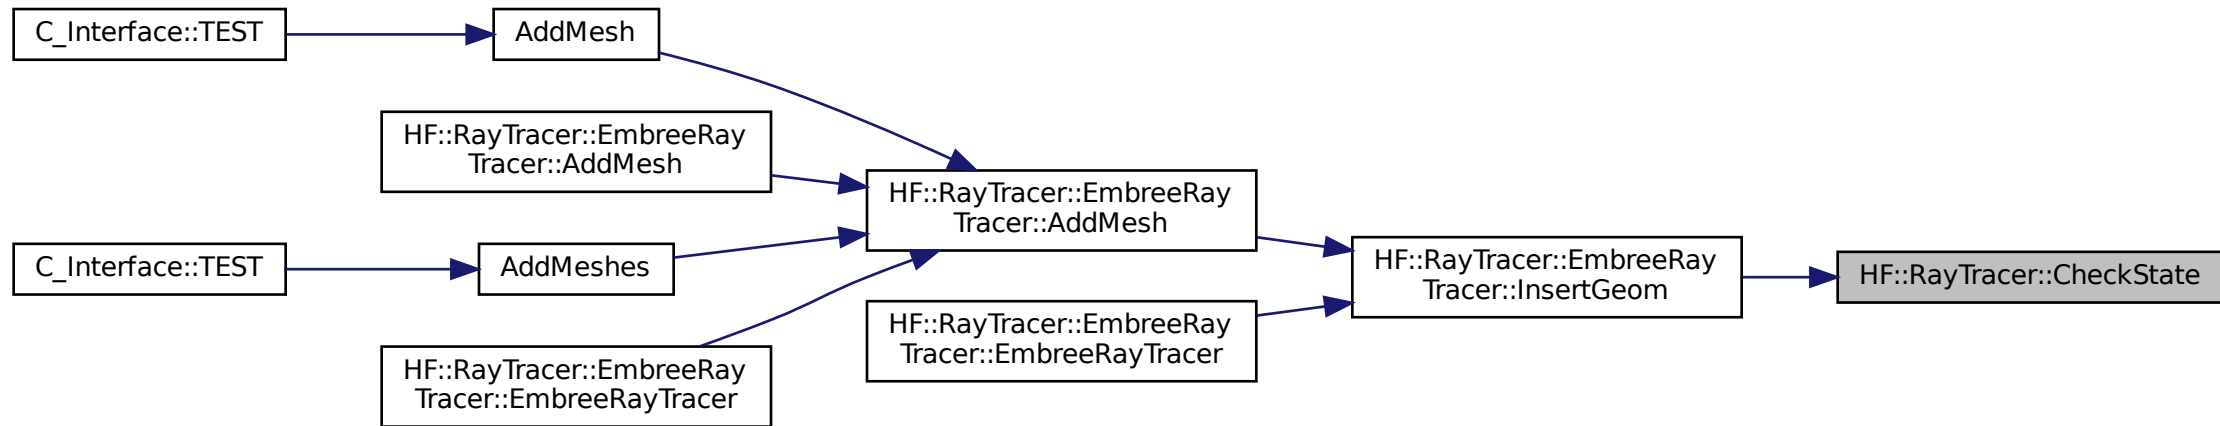 C_Interface::TEST
AddMesh
HF::RayTracer::EmbreeRay
Tracer::AddMesh
HF::RayTracer::EmbreeRay
Tracer::AddMesh
C_Interface::TEST
AddMeshes
HF::RayTracer::EmbreeRay
Tracer::InsertGeom
HF::RayTracer::CheckState
HF::RayTracer::EmbreeRay
Tracer::EmbreeRayTracer
HF::RayTracer::EmbreeRay
Tracer::EmbreeRayTracer